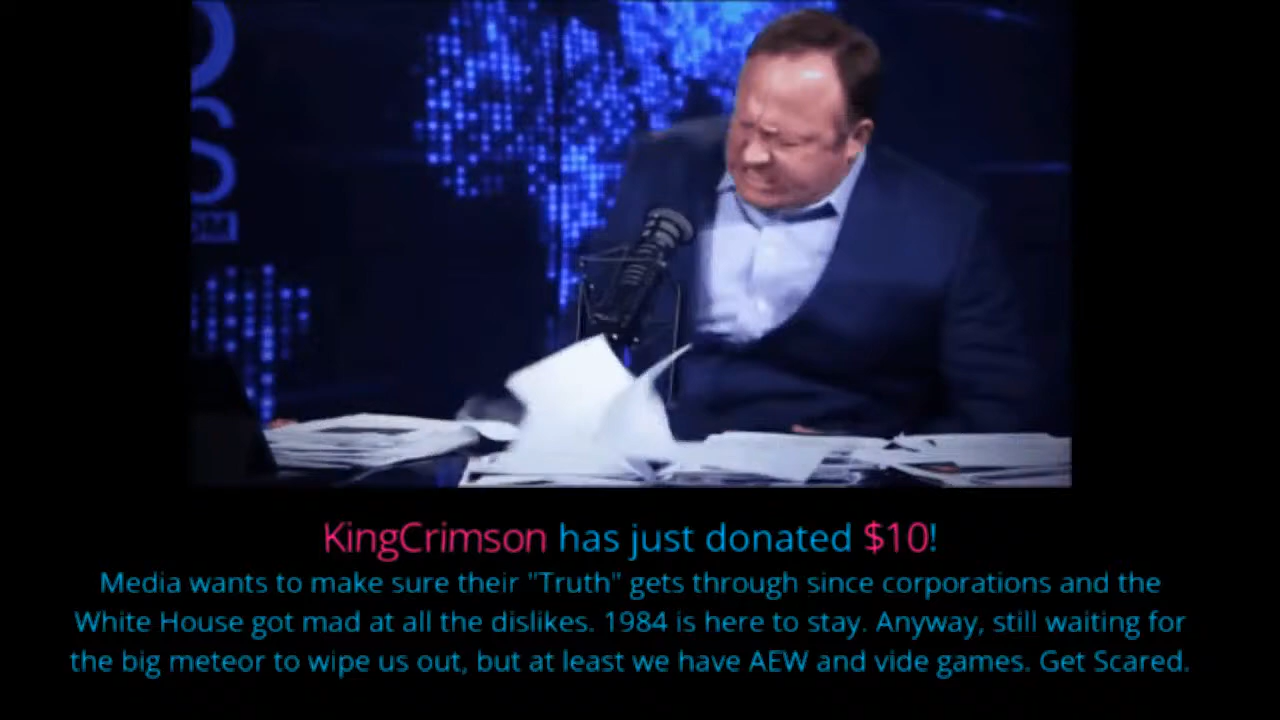 KingCrimson has just donated $10!
Media wants to make sure their "Truth" gets through since corporations and the
White House got mad at all the dislikes. 1984 is here to stay. Anyway, still waiting for
the big meteor to wipe us out, but at least we have AEW and vide games. Get Scared.